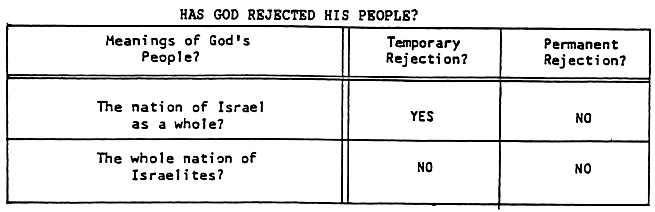 HAS GOD REJECTED HIS PEOPLE?
Meanings of God's
People?
Temporary
Rejection?
Permanent
Rejection?
The nation of Israel
as a whole?
YES
NO
The whole nation of
Israelites?
NO
NO